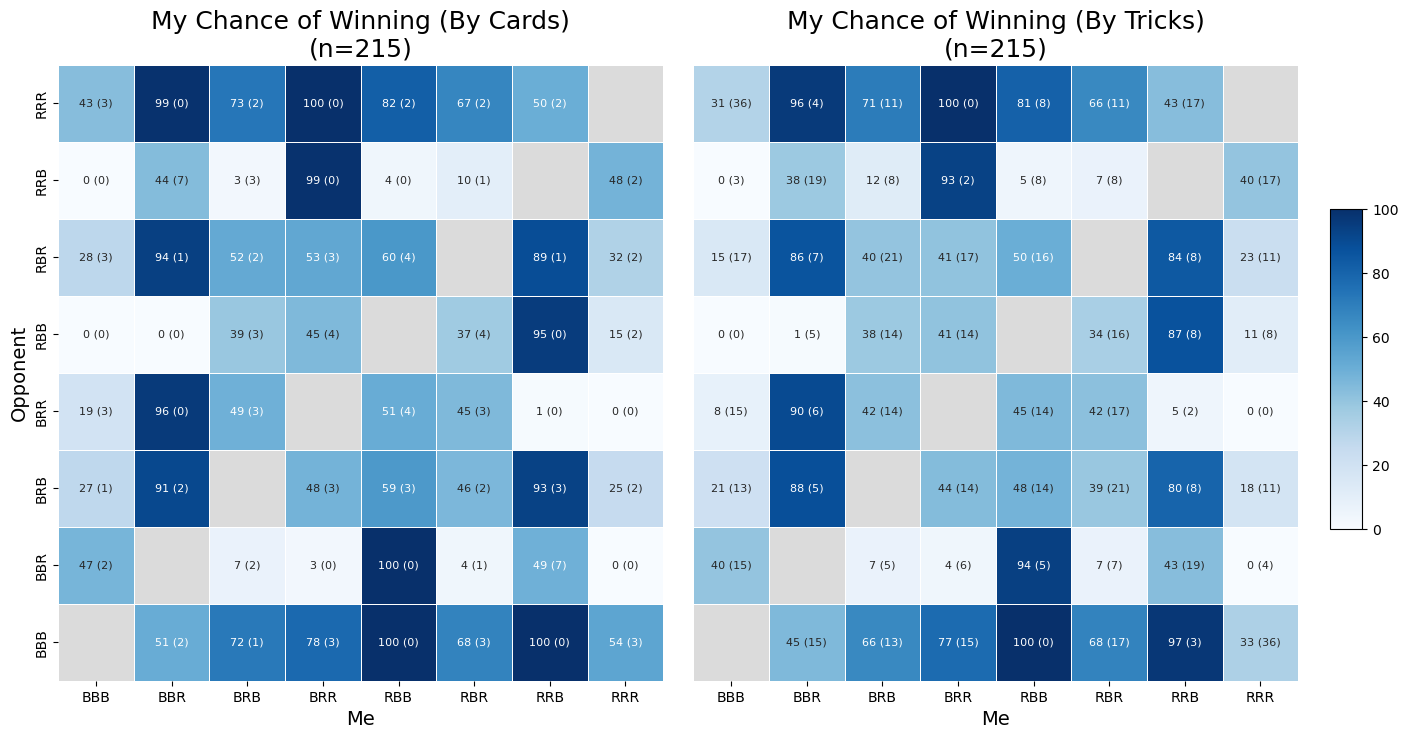 My Chance of Winning (By Cards)
(n=215)
My Chance of Winning (By Tricks)
(n=215)
Opponent
RRR
43 (3) 99 (0) 73 (2) 100 (0) 82 (2) 67 (2) 50 (2)
31 (36) 96 (4) 71 (11) 100 (0) 81 (8) 66 (11) 43 (17)
RRB
0 (0) 44 (7) 3 (3) 99 (0) 4 (0) 10 (1) 48 (2)
0 (3) 38 (19) 12 (8) 93 (2) 5 (8) 7 (8) 40 (17)
RBR
28 (3) 94 (1) 52 (2) 53 (3) 60 (4) 89 (1) 32 (2)
15 (17) 86 (7) 40 (21) 41 (17) 50 (16) 84 (8) 23 (11)
RBB
0 (0) 0 (0) 39 (3) 45 (4) 37 (4) 95 (0) 15 (2)
0 (0) 1 (5) 38 (14) 41 (14) 34 (16) 87 (8) 11 (8)
BRR
19 (3) 96 (0) 49 (3) 51 (4) 45 (3) 1 (0) 0 (0)
8 (15) 90 (6) 42 (14) 45 (14) 42 (17) 5 (2) 0 (0)
BRB
27 (1) 91 (2) 48 (3) 59 (3) 46 (2) 93 (3) 25 (2)
21 (13) 88 (5) 44 (14) 48 (14) 39 (21) 80 (8) 18 (11)
BBR
47 (2) 7 (2) 3 (0) 100 (0) 4 (1) 49 (7) 0 (0)
40 (15) 7 (5) 4 (6) 94 (5) 7 (7) 43 (19) 0 (4)
BBB
51 (2) 72 (1) 78 (3) 100 (0) 68 (3) 100 (0) 54 (3)
45 (15) 66 (13) 77 (15) 100 (0) 68 (17) 97 (3) 33 (36)
BBB BBR BRB BRR RBB RBR RRB RRR
BBB BBR BRB BRR RBB RBR RRB RRR
Me
Me
100
80
60
40
20
0